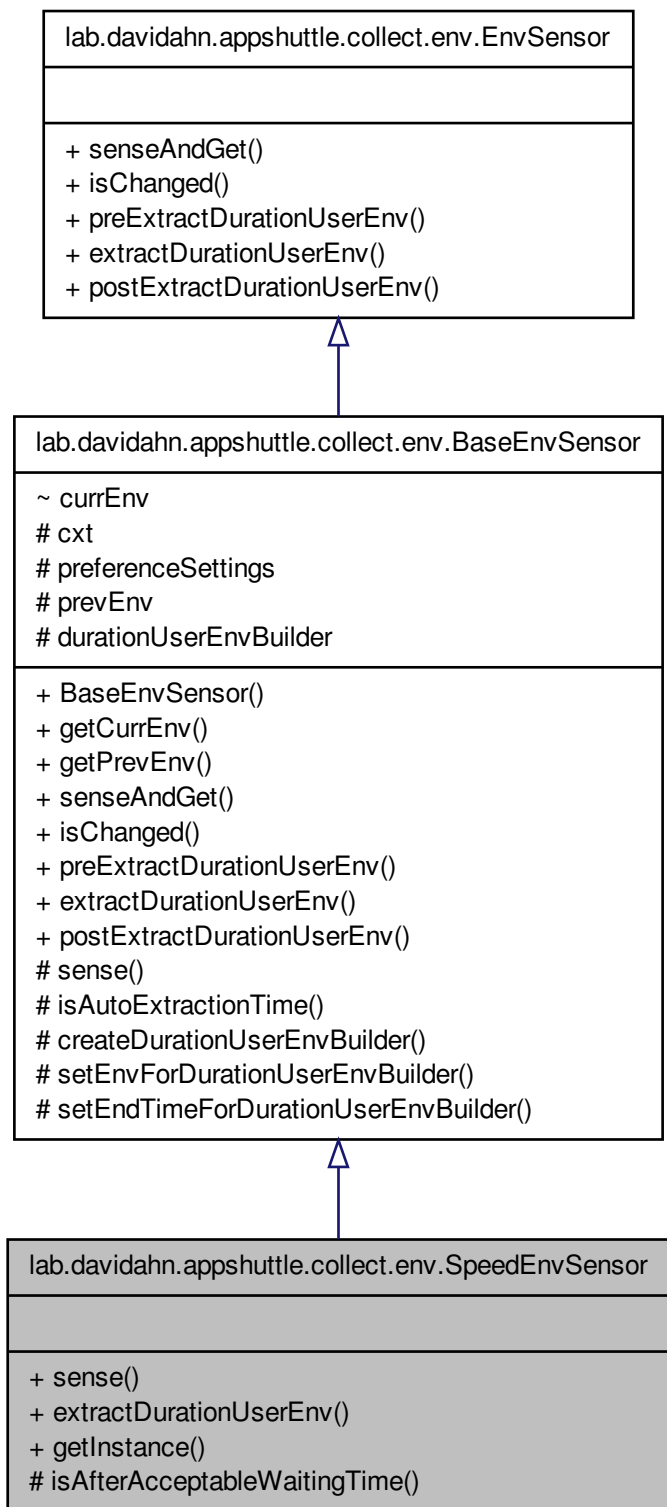 lab.davidahn.appshuttle.collect.env.EnvSensor
+ senseAndGet()
+ isChanged()
+ preExtractDurationUserEnv()
+ extractDurationUserEnv()
+ postExtractDurationUserEnv()
lab.davidahn.appshuttle.collect.env.BaseEnvSensor
~ currEnv
# cxt
# preferenceSettings
# prevEnv
# durationUserEnvBuilder
+ BaseEnvSensor()
+ getCurrEnv()
+ getPrevEnv()
+ senseAndGet()
+ isChanged()
+ preExtractDurationUserEnv()
+ extractDurationUserEnv()
+ postExtractDurationUserEnv()
# sense()
# isAutoExtractionTime()
# createDurationUserEnvBuilder()
# setEnvForDurationUserEnvBuilder()
# setEndTimeForDurationUserEnvBuilder()
lab.davidahn.appshuttle.collect.env.SpeedEnvSensor
+ sense()
+ extractDurationUserEnv()
+ getInstance()
# isAfterAcceptableWaitingTime()